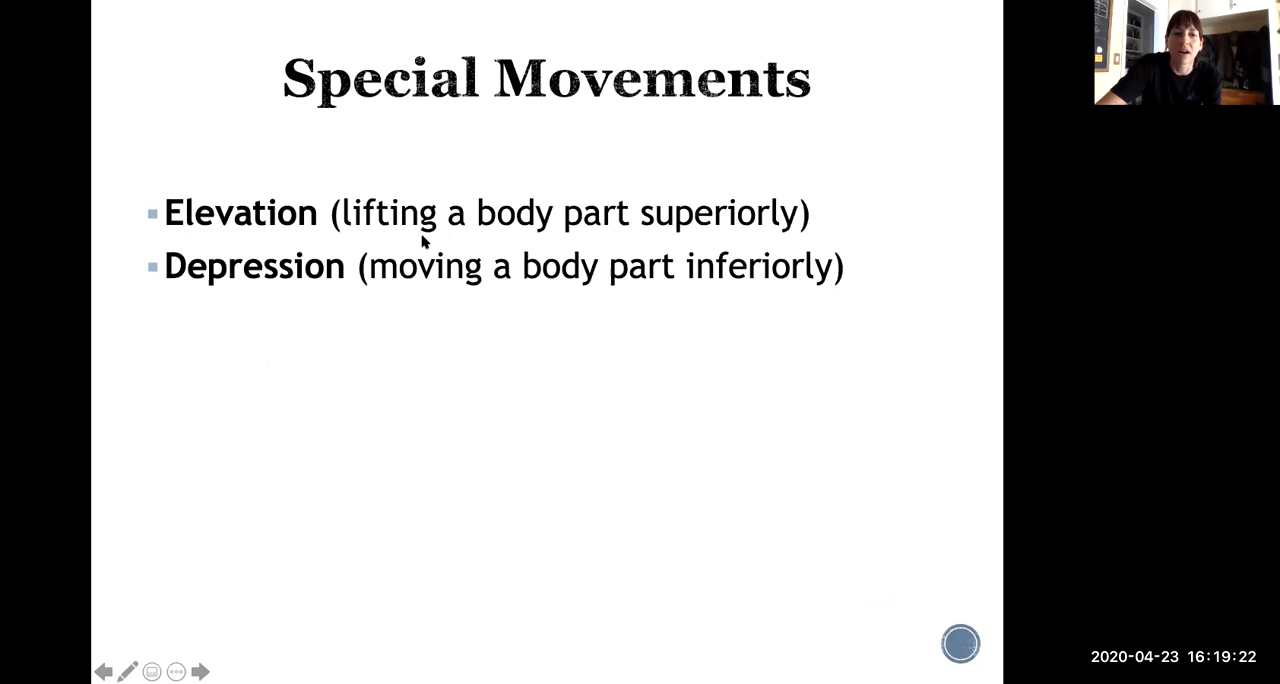 Special Movements
Elevation (lifting a body part superiorly)
Depression (moving a body part inferiorly)
2020-04-23 16:19:22